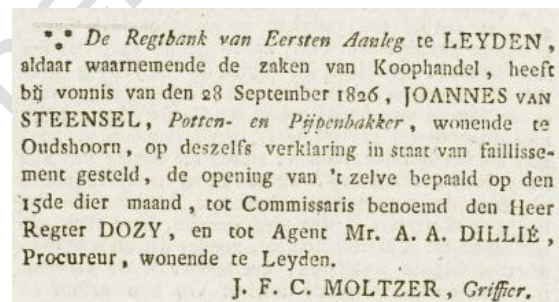 *⁎* De Regtbank van Eersten Aanleg te LEYDEN,
aldaar waarnemende de zaken van Koophandel, heeft
bij vonnis van den 28 September 1826, JOANNES VAN
STEENSEL, Potten- en Pijpenbakker, wonende te
Oudshoorn, op deszelfs verklaring in staat van faillisse-
ment gesteld, de opening van 't zelve bepaald op den
15de dier maand, tot Commissaris benoemd den Heer
Regter DOZY, en tot Agent Mr. A. A. DILLIÉ,
Procureur, wonende te Leyden.
J. F. C. MOLTZER, Griffier.